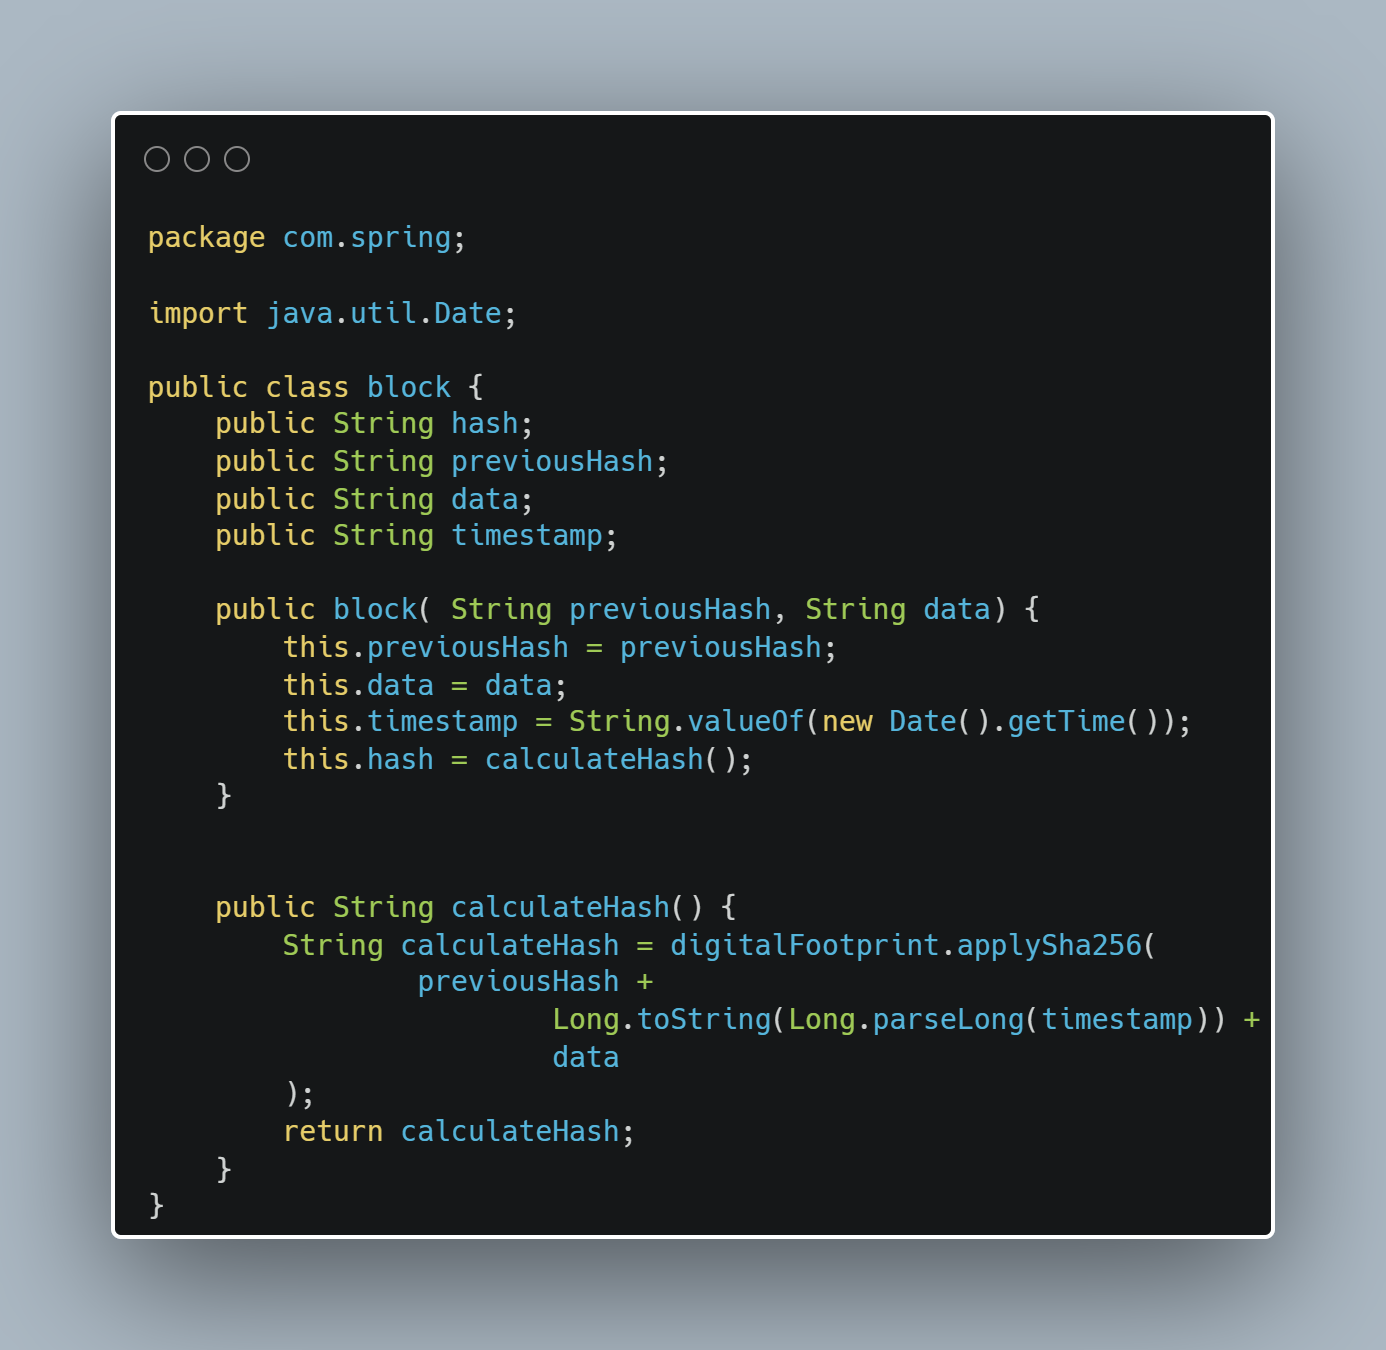 package com.spring;

import java.util.Date;

public class block {
    public String hash;
    public String previousHash;
    public String data;
    public String timestamp;

    public block( String previousHash, String data) {
        this.previousHash = previousHash;
        this.data = data;
        this.timestamp = String.valueOf(new Date().getTime());
        this.hash = calculateHash();
    }


    public String calculateHash() {
        String calculateHash = digitalFootprint.applySha256(
                previousHash +
                        Long.toString(Long.parseLong(timestamp)) +
                        data
        );
        return calculateHash;
    }
}